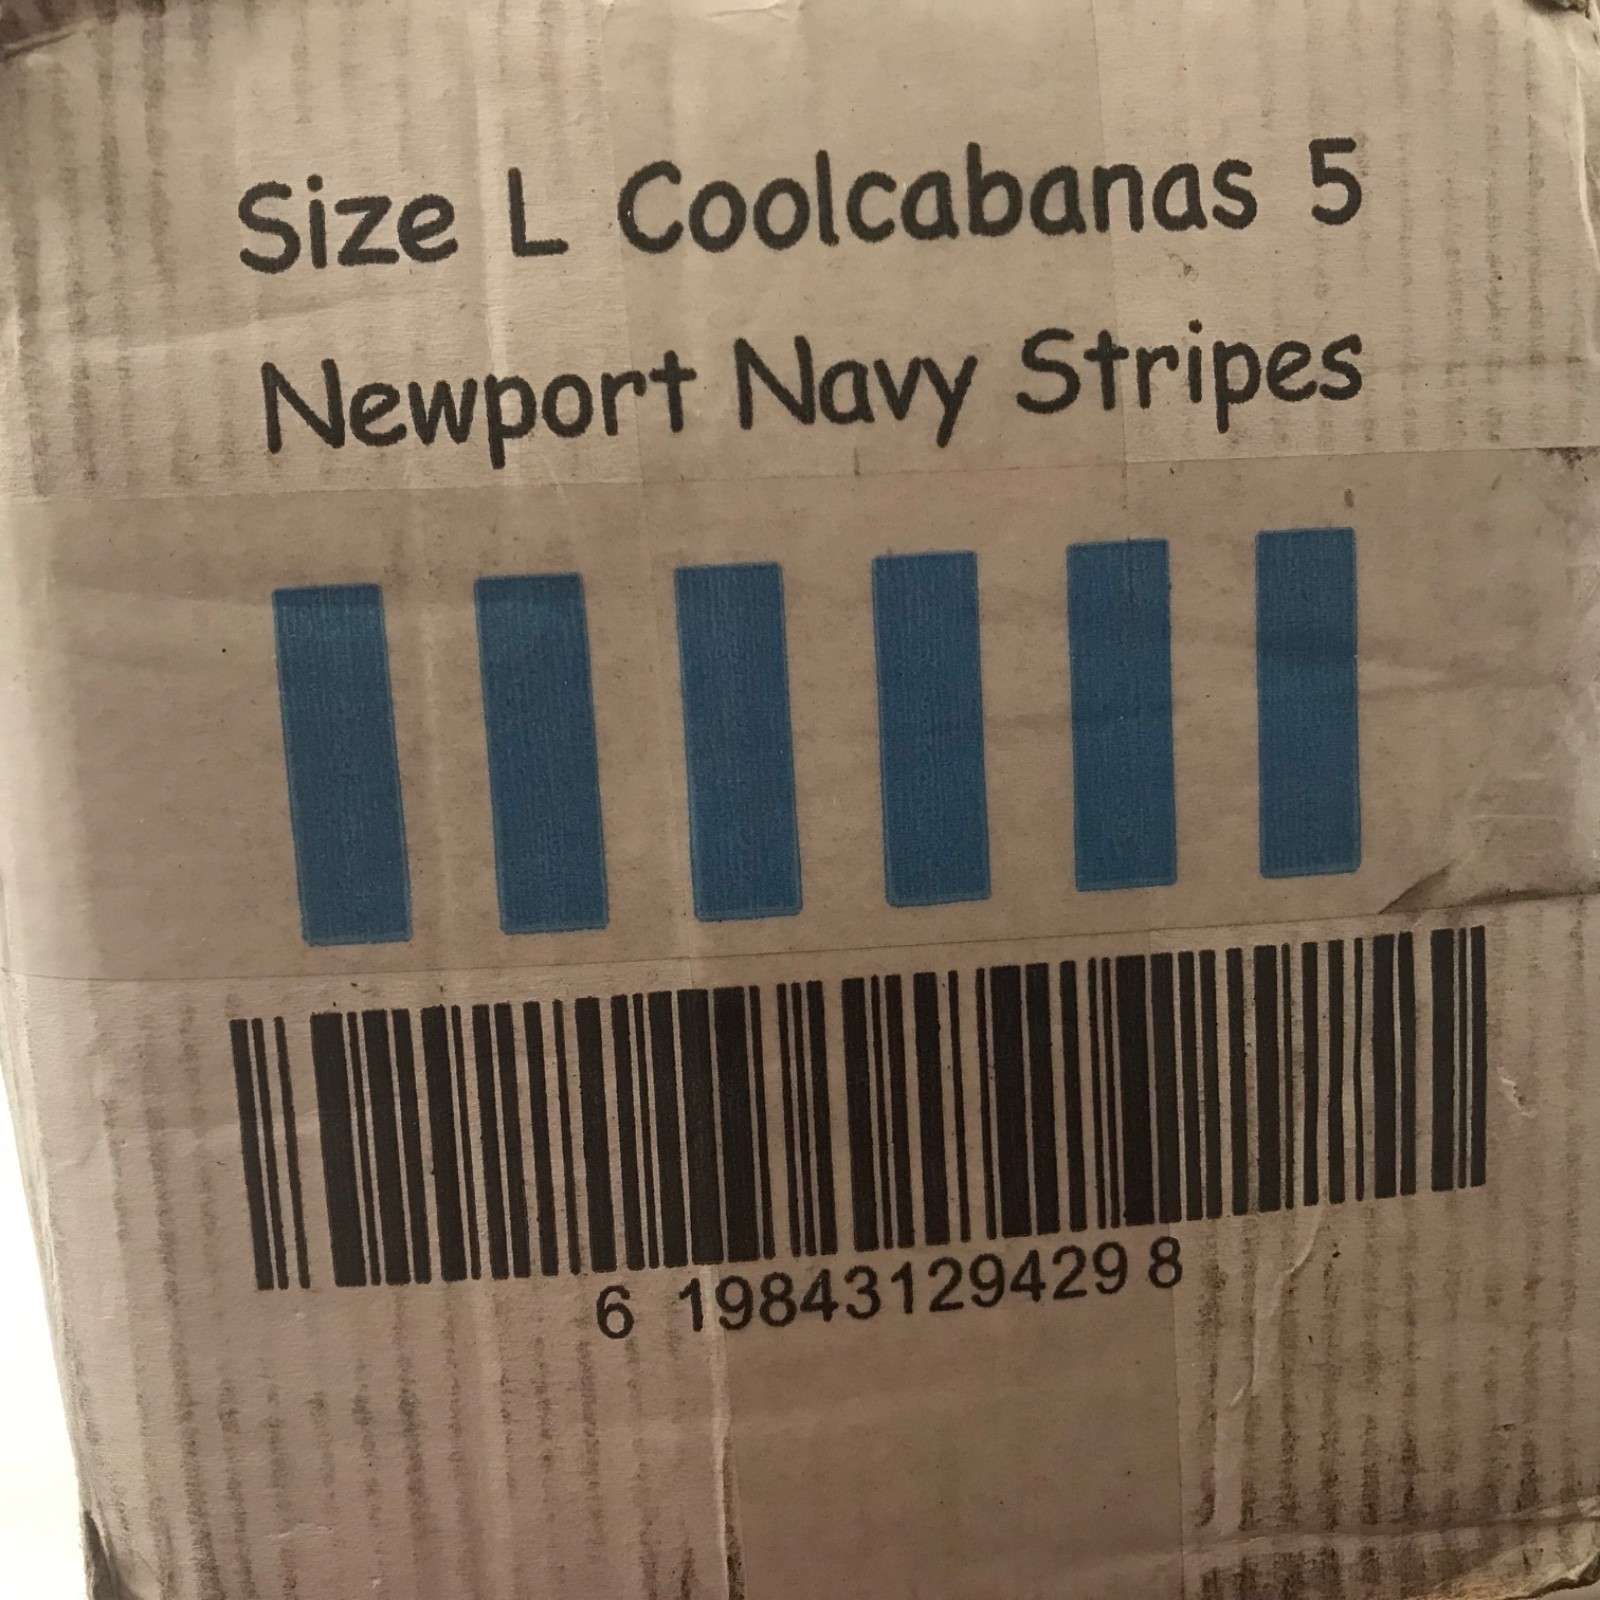 Size L Coolcabanas 5
Newport Navy Stripes
6 19843129429 8